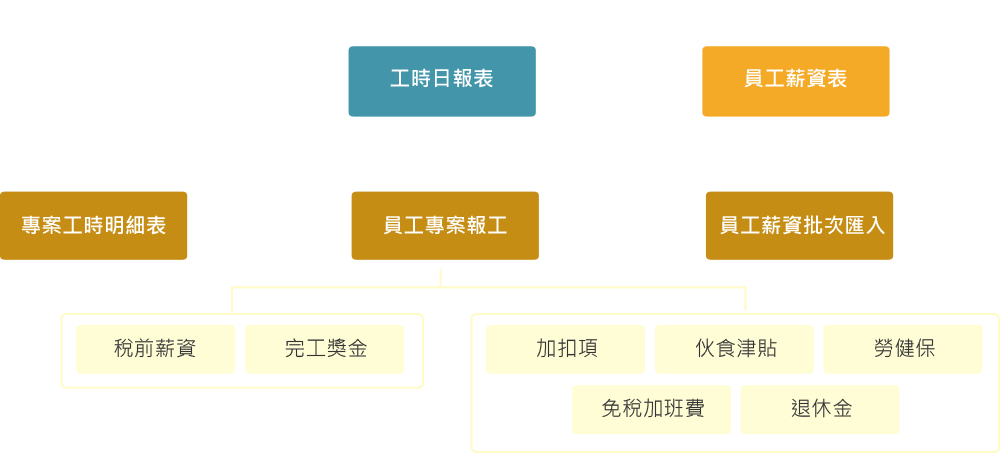 工時日報表
員工薪資表
專案工時明細表
員工專案報工
員工薪資批次匯入
稅前薪資
完工獎金
加扣項
伙食津貼
勞健保
免稅加班費
退休金